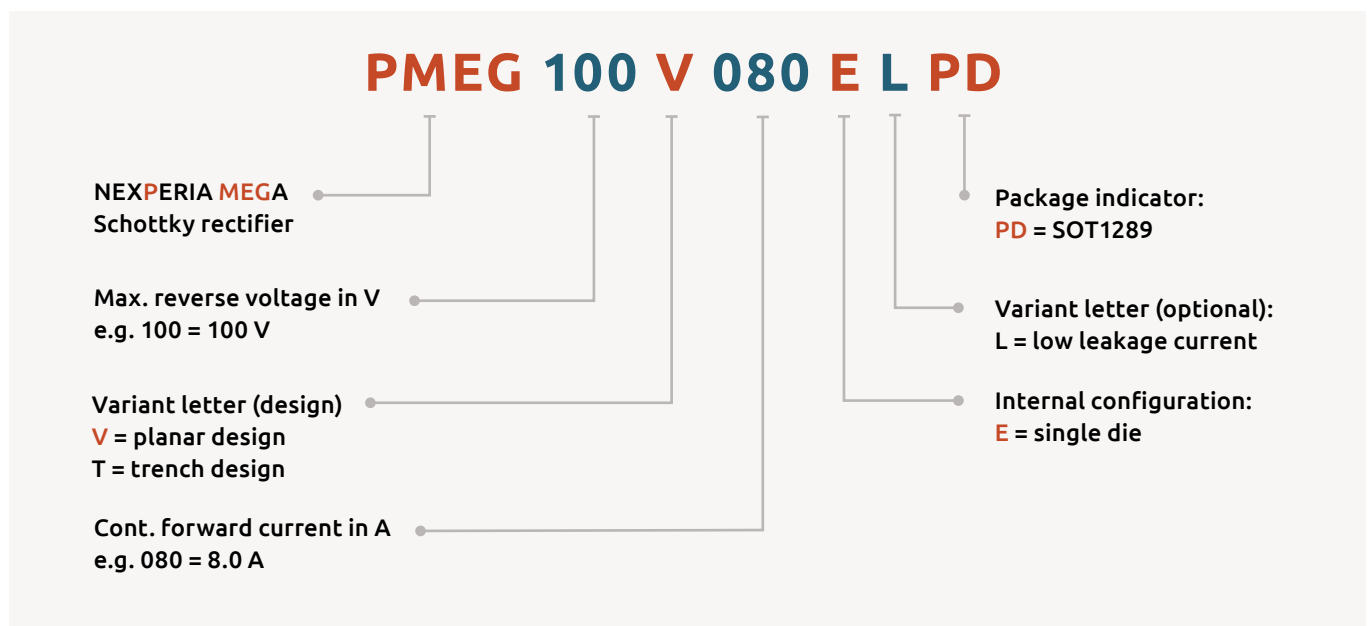 PMEG 100 V 080 E L PD
NEXPERIA MEGA
Schottky rectifier
Max. reverse voltage in V
e.g. 100 = 100 V
Variant letter (design)
V = planar design
T = trench design
Cont. forward current in A
e.g. 080 = 8.0 A
Package indicator:
PD = SOT1289
Variant letter (optional):
L = low leakage current
Internal configuration:
E = single die